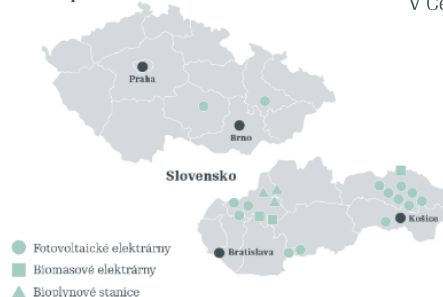 V Če
Praha
Brno
Slovensko
Košice
Bratislava
Fotovoltaické elektrárny
Biomasové elektrárny
Bioplynové stanice